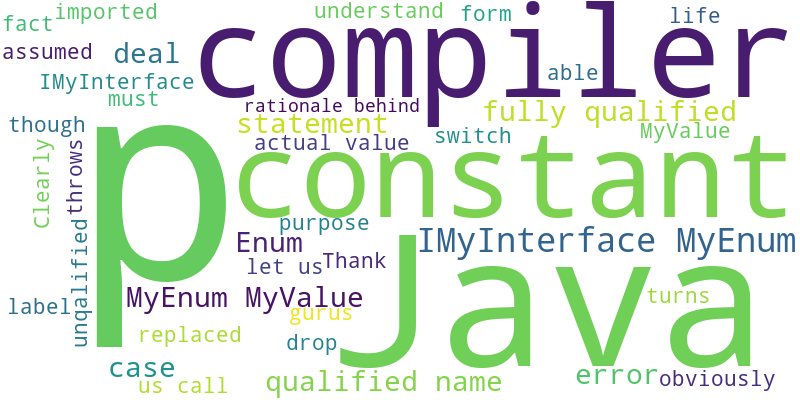 imported
understand
form
life
fact
compiler
assumed
deal
able
IMyInterface
must
rationale behind
fully qualified
though
p
statement
MyValue
actual value
switch
constant
Clearly
throws
purpose
unqalified
Enum
IMyInterface MyEnum
let us
Thank
Java
MyEnum MyValue
turns
label
gurus
replaced
drop
case
error
obviously
us call
qualified name